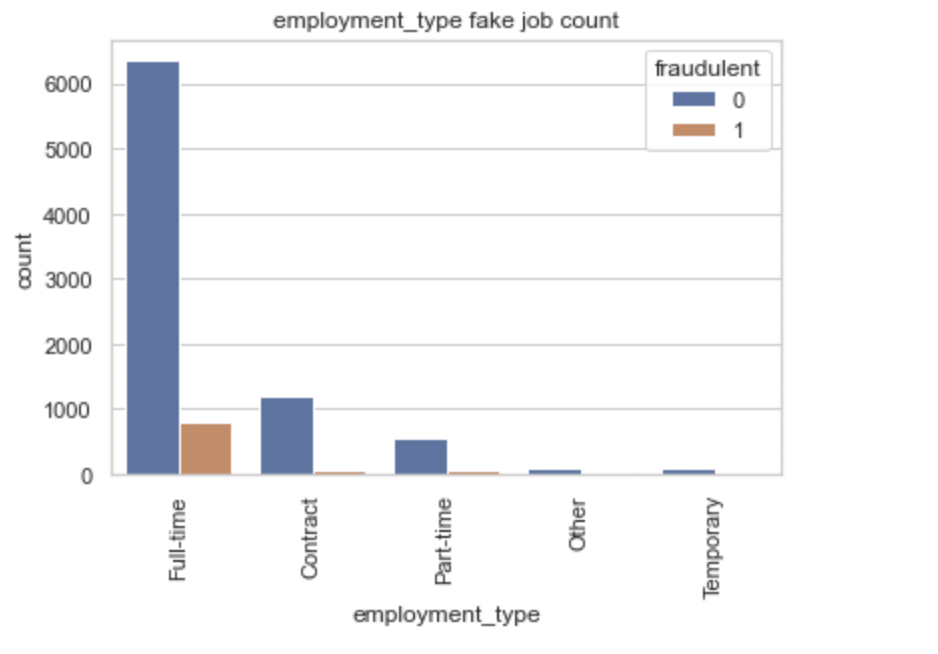 employment_type fake job count
fraudulent
0
1
6000
5000
4000
3000
2000
1000
0
count
Full-time
Contract
Part-time
Other
Temporary
employment_type